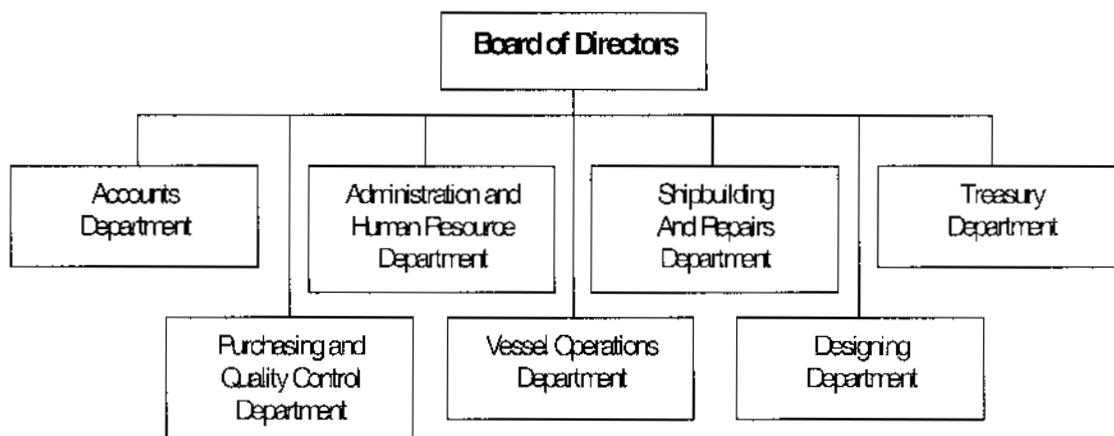 Board of Directors
Accounts
Department
Administration and
Human Resource
Department
Shipbuilding
And Repairs
Department
Treasury
Department
Purchasing and
Quality Control
Department
Vessel Operations
Department
Designing
Department